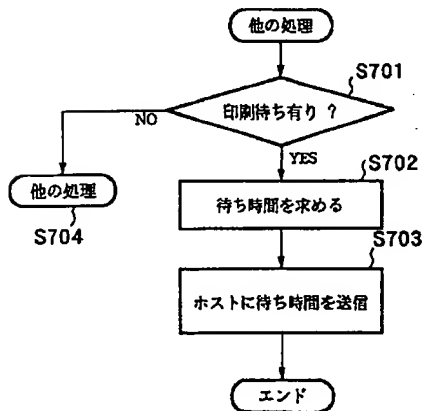 他の処理
S701
印刷待ち有り ?
NO
YES
S702
他の処理
待ち時間を求める
S704
S703
ホストに待ち時間を送信
エンド